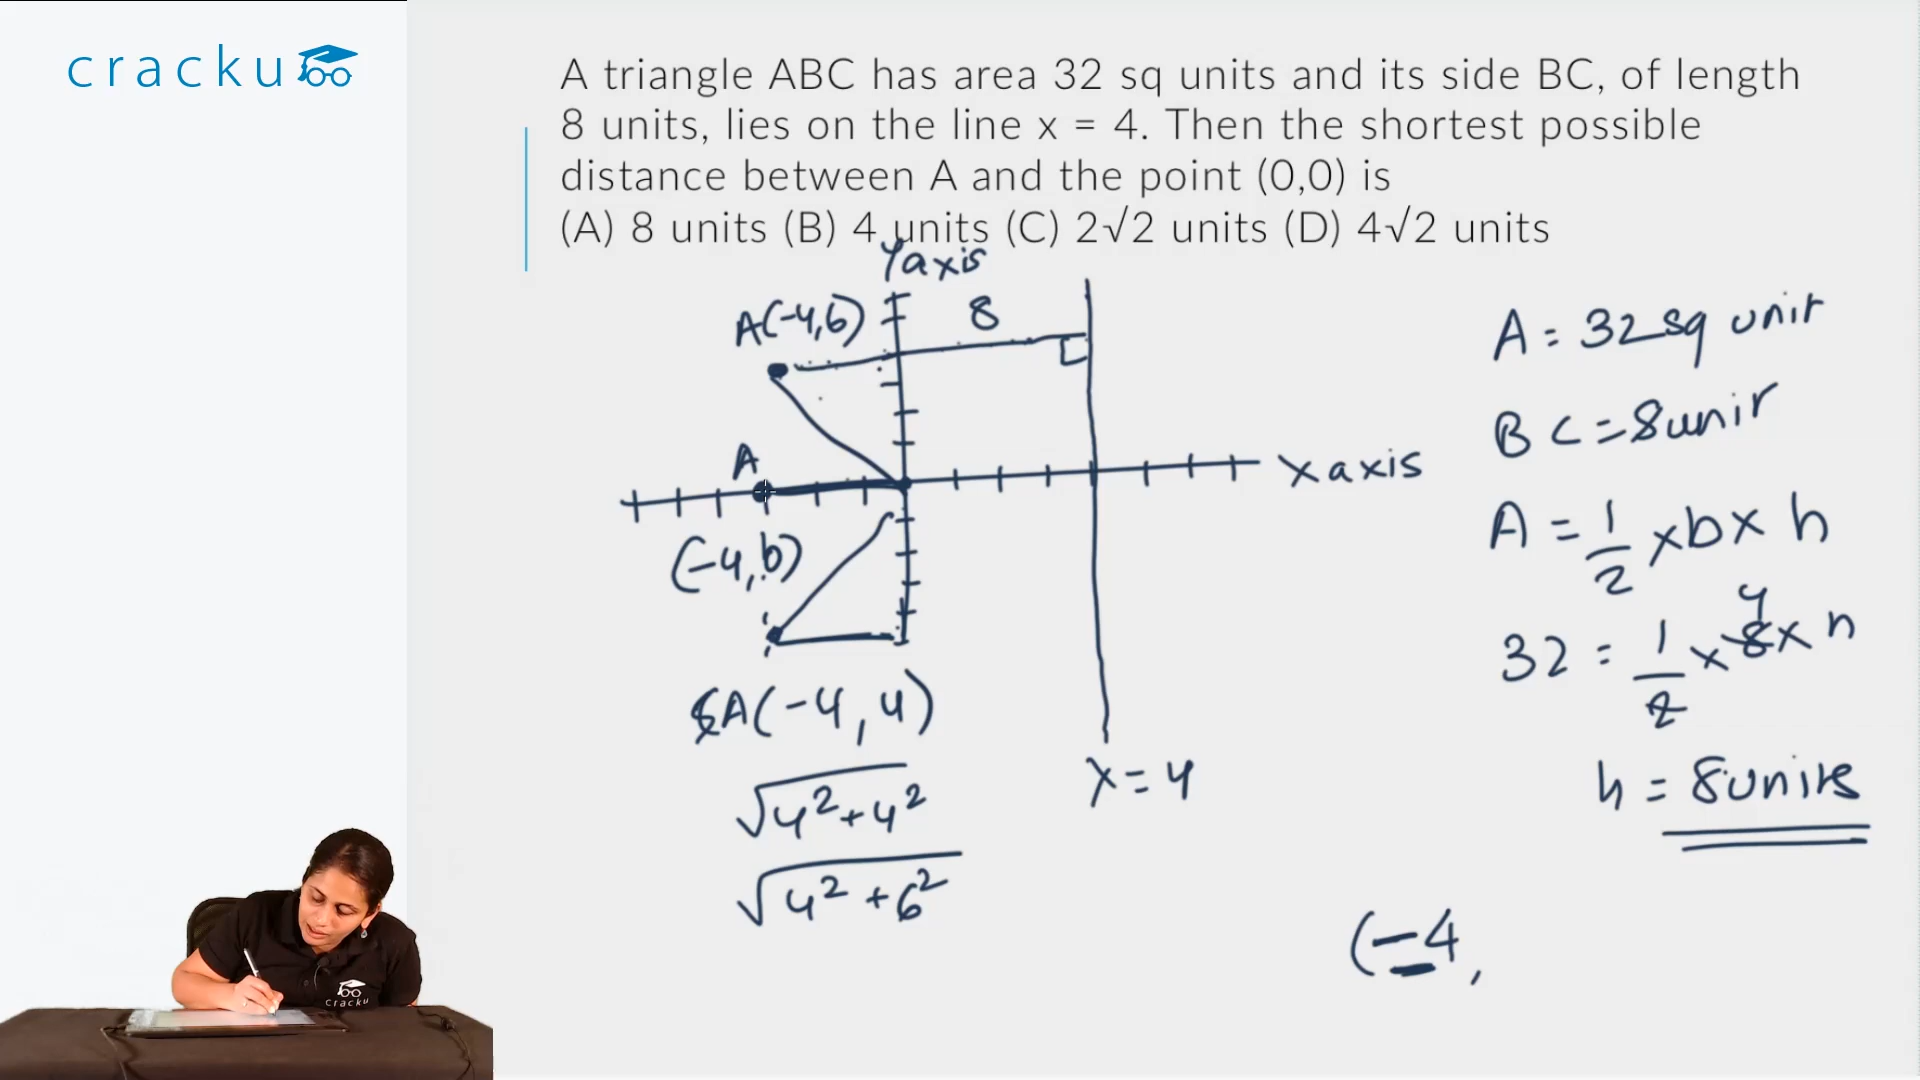 cracku
A triangle ABC has area 32 sq units and its side BC, of length
8 units, lies on the line x = 4. Then the shortest possible
distance between A and the point (0,0) is
(A) 8 units (B) 4 units (C) 2√2 units (D) 4√2 units
Y axis
A(-4,6)
8
X axis
A
(-4,b)
A(-4,4)
√4²+4²
√4²+6²
x=4
A = 32 sq unit
BC = 8 unit
A = 1/2 × b × h
32 = 1/2 × 8 × h
4
h = 8 units
(-4,
cracku